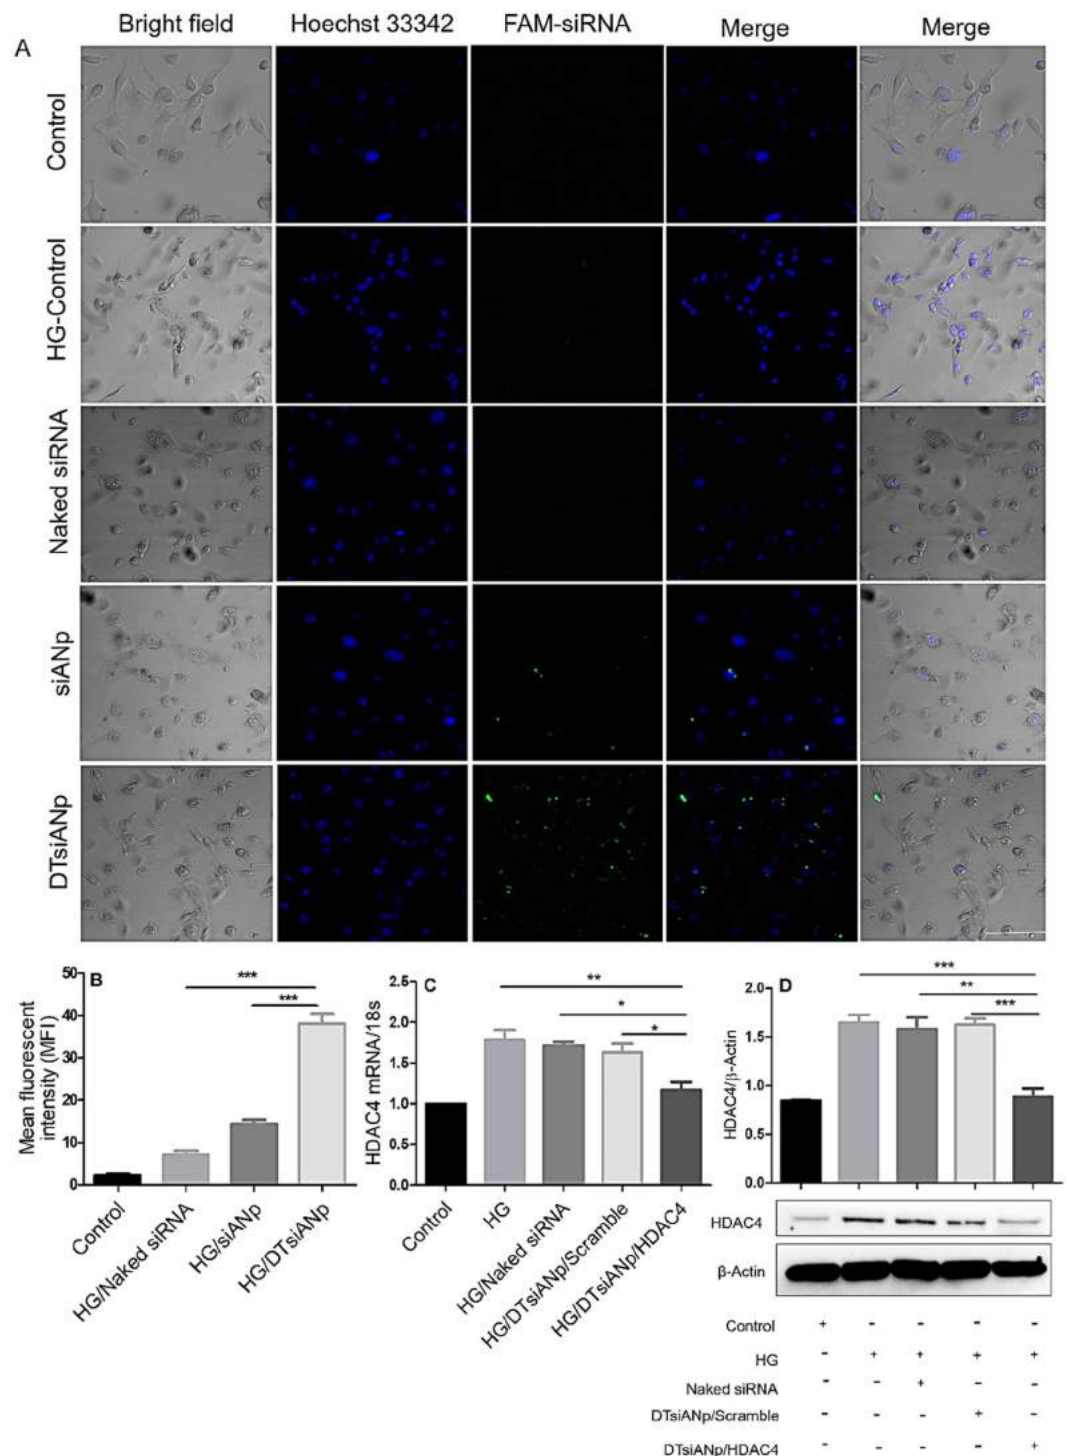 Bright field Hoechst 33342 FAM-siRNA Merge Merge
A
Control
HG-Control
Naked siRNA
siANp
DTsiANp
B
Mean fluorescent
intensity (MFI)
50
40
30
20
10
0
***
***
Control
HG/Naked siRNA
HG/siANp
HG/DTsiANp
C
HDAC4 mRNA/18s
2.5
2.0
1.5
1.0
0.5
0.0
**
*
*
Control
HG
HG/Naked siRNA
HG/DTsiANp/Scramble
HG/DTsiANp/HDAC4
D
HDAC4/β-Actin
2.0
1.5
1.0
0.5
0.0
***
**
***
HDAC4
β-Actin
Control + - - - -
HG - + + + +
Naked siRNA - - + - -
DTsiANp/Scramble - - - + -
DTsiANp/HDAC4 - - - - +